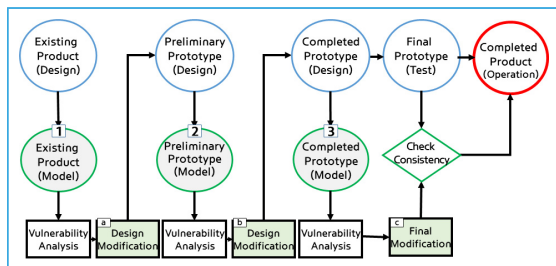 Existing
Product
(Design)
Preliminary
Prototype
(Design)
Completed
Prototype
(Design)
Final
Prototype
(Test)
Completed
Product
(Operation)
1
Existing
Product
(Model)
2
Preliminary
Prototype
(Model)
3
Completed
Prototype
(Model)
Check
Consistency
Vulnerability
Analysis
a
Design
Modification
Vulnerability
Analysis
b
Design
Modification
Vulnerability
Analysis
c
Final
Modification